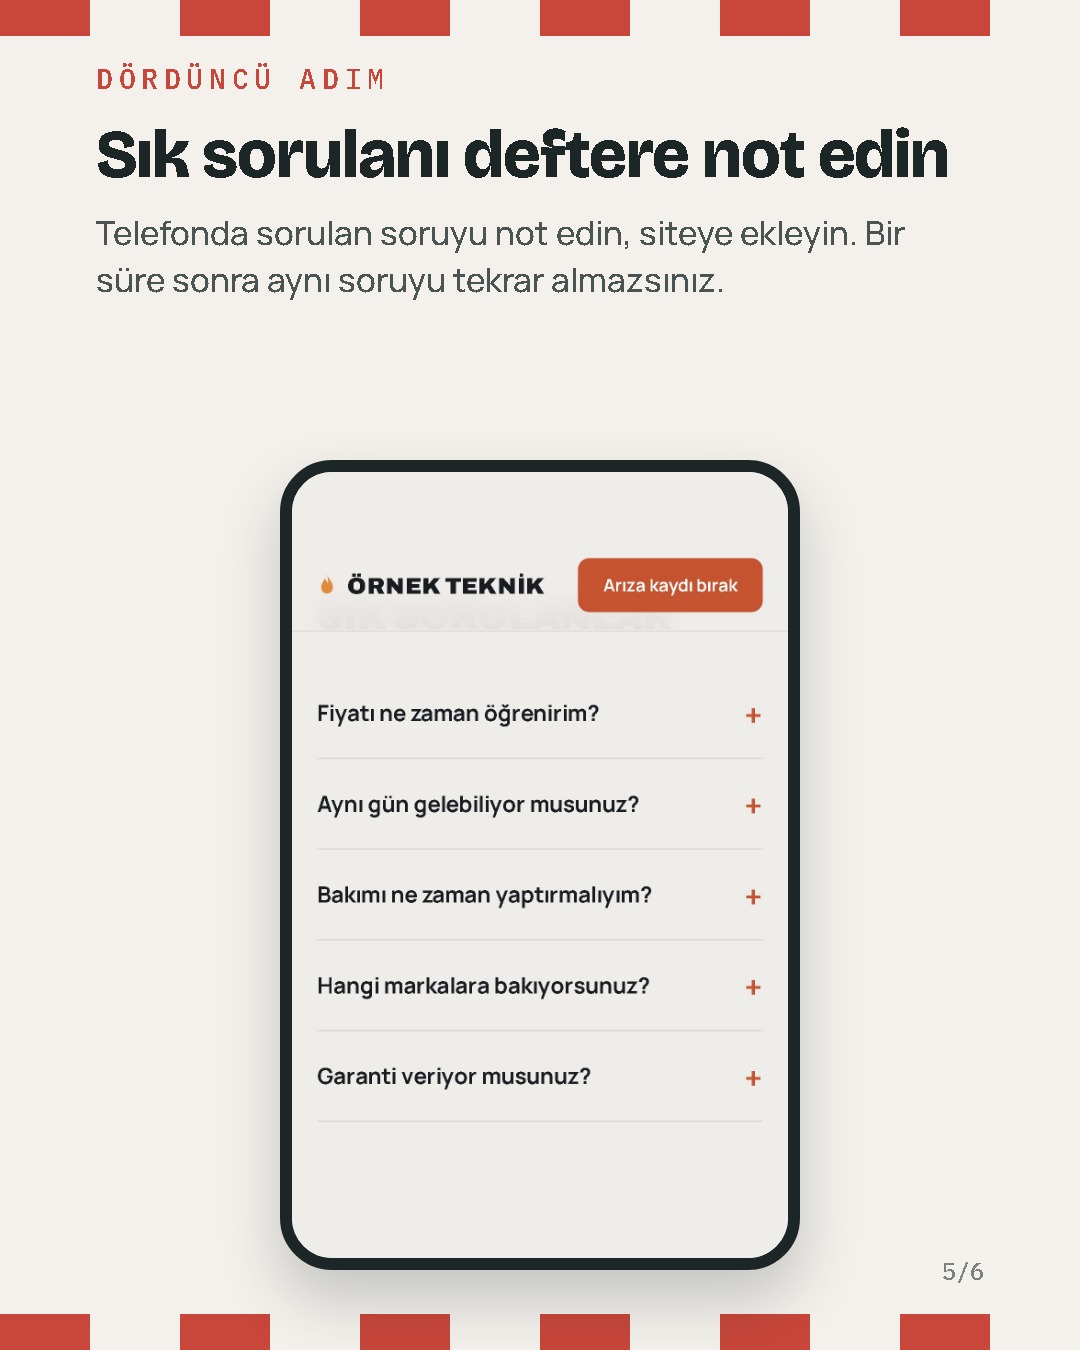 DÖRDÜNCÜ ADIM
Sık sorulanı deftere not edin
Telefonda sorulan soruyu not edin, siteye ekleyin. Bir
süre sonra aynı soruyu tekrar almazsınız.
ÖRNEK TEKNİK
Arıza kaydı bırak
SIK SORULANLAR
Fiyatı ne zaman öğrenirim?
+
Aynı gün gelebiliyor musunuz?
+
Bakımı ne zaman yaptırmalıyım?
+
Hangi markalara bakıyorsunuz?
+
Garanti veriyor musunuz?
+
5/6